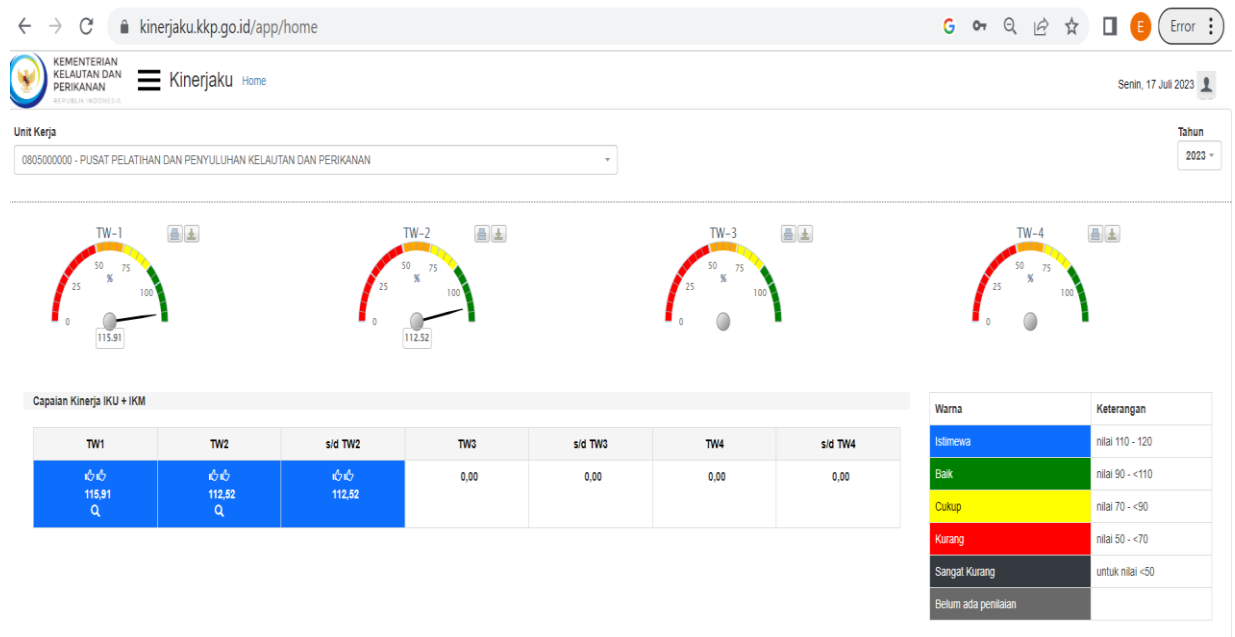 kinerjaku.kkp.go.id/app/home
G
E
Error
KEMENTERIAN
KELAUTAN DAN
PERIKANAN
REPUBLIK INDONESIA
Kinerjaku Home
Senin, 17 Juli 2023
Unit Kerja
Tahun
0805000000 - PUSAT PELATIHAN DAN PENYULUHAN KELAUTAN DAN PERIKANAN
2023
TW-1
0 25 50 75 100
%
115.91
TW-2
0 25 50 75 100
%
112.52
TW-3
0 25 50 75 100
%
TW-4
0 25 50 75 100
%
Capaian Kinerja IKU + IKM
TW1 TW2 s/d TW2 TW3 s/d TW3 TW4 s/d TW4
115,91 112,52 112,52 0,00 0,00 0,00 0,00
Warna Keterangan
Istimewa nilai 110 - 120
Baik nilai 90 - <110
Cukup nilai 70 - <90
Kurang nilai 50 - <70
Sangat Kurang untuk nilai <50
Belum ada penilaian